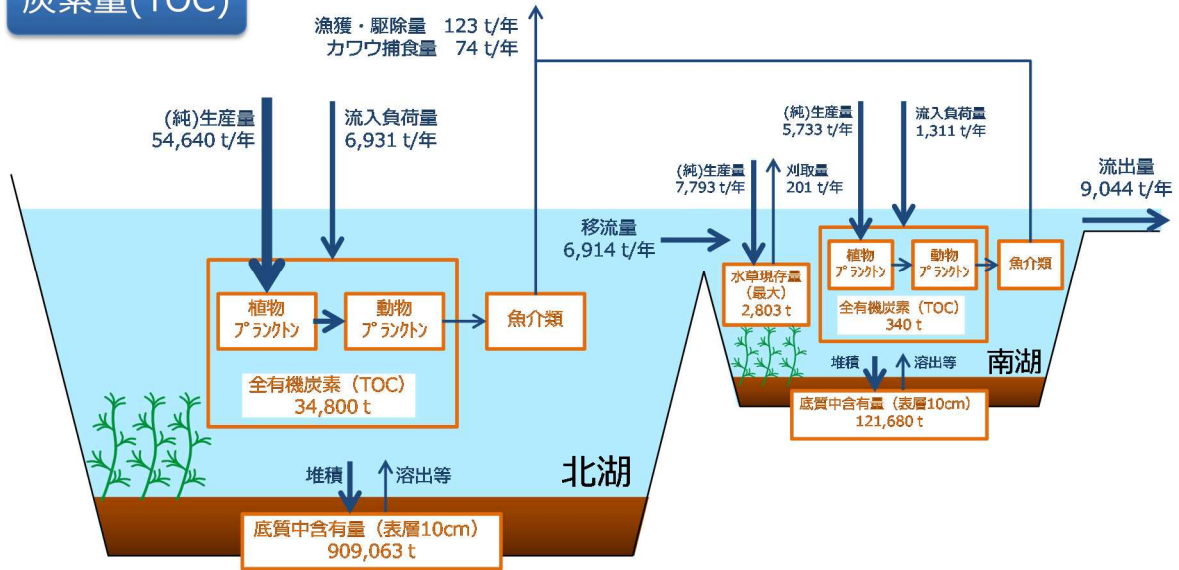 炭素量(TOC)
漁獲・駆除量 123 t/年
カワウ捕食量 74 t/年
(純)生産量
54,640 t/年
流入負荷量
6,931 t/年
植物
プランクトン
動物
プランクトン
魚介類
全有機炭素（TOC）
34,800 t
堆積
溶出等
北湖
底質中含有量（表層10cm）
909,063 t
移流量
6,914 t/年
(純)生産量
7,793 t/年
刈取量
201 t/年
(純)生産量
5,733 t/年
流入負荷量
1,311 t/年
流出量
9,044 t/年
水草現存量
（最大）
2,803 t
植物
プランクトン
動物
プランクトン
魚介類
全有機炭素（TOC）
340 t
堆積
溶出等
南湖
底質中含有量（表層10cm）
121,680 t